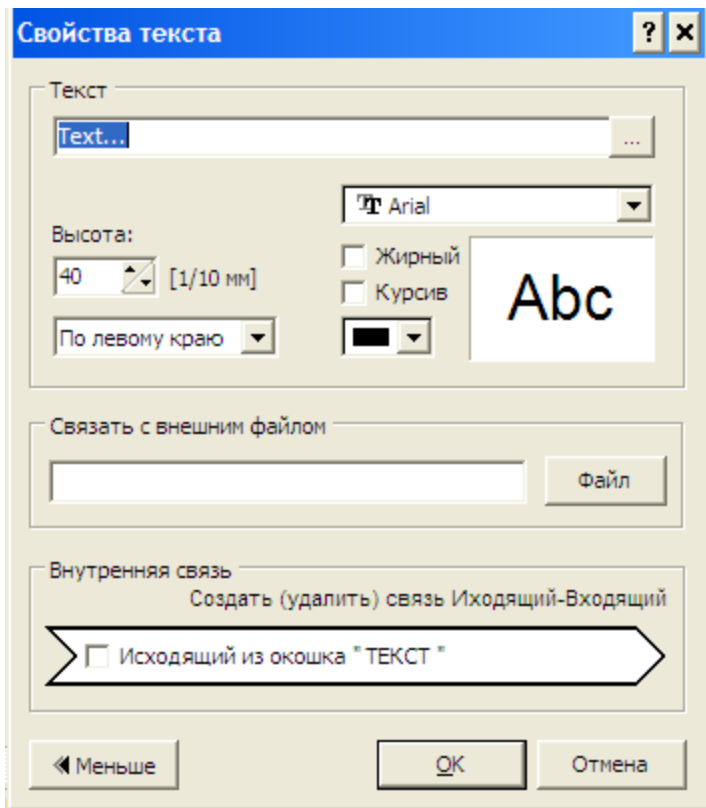 Свойства текста
?
Текст
Text...
...
Arial
Высота:
Жирный
40
[1/10 мм]
Курсив
Abc
По левому краю
Связать с внешним файлом
Файл
Внутренняя связь
Создать (удалить) связь Иходящий-Входящий
Исходящий из окошка " ТЕКСТ "
Меньше
OK
Отмена